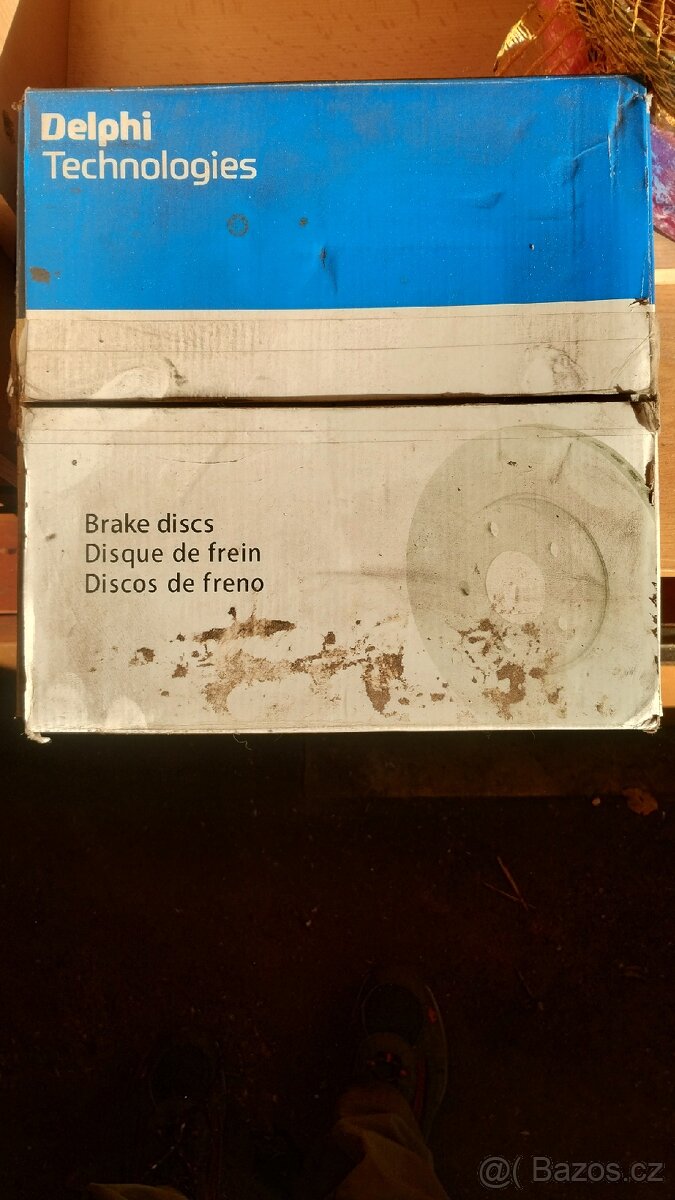 Delphi
Technologies
Brake discs
Disque de frein
Discos de freno
@( Bazos.cz